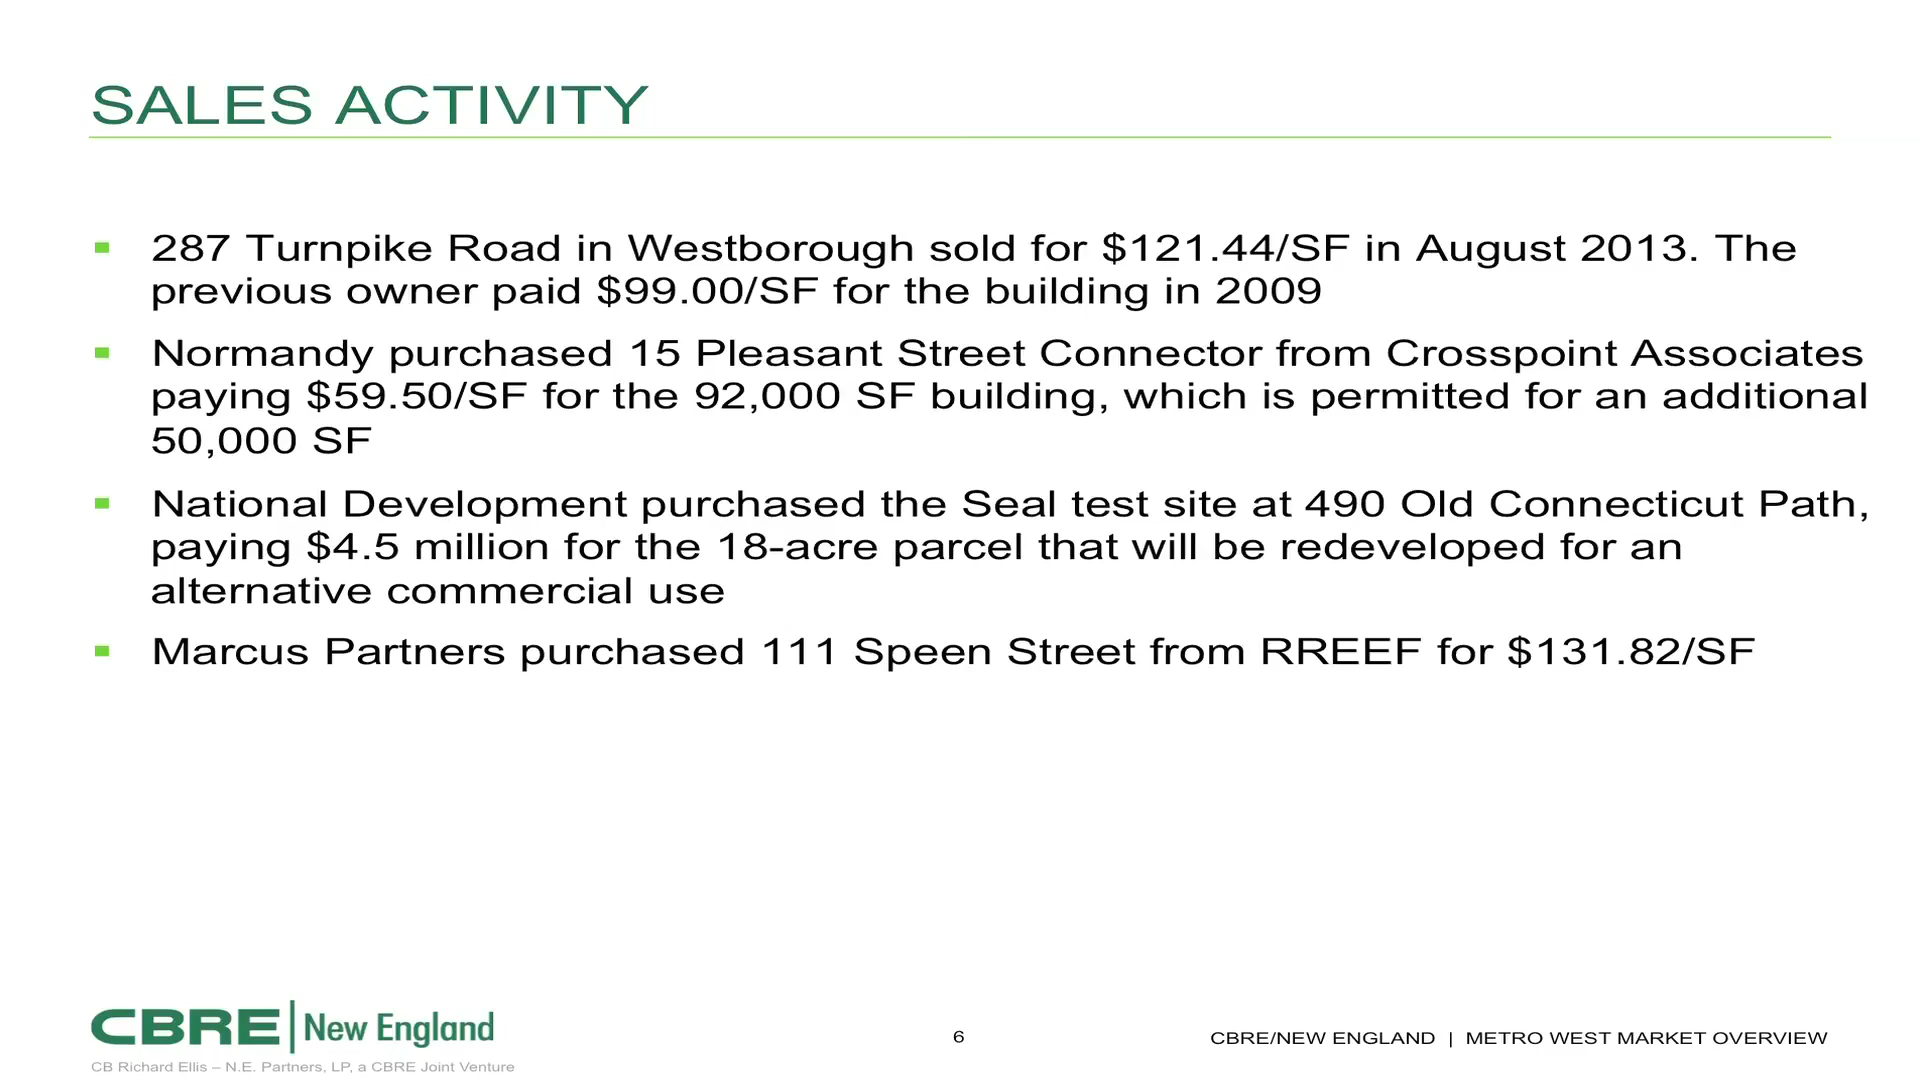 SALES ACTIVITY
287 Turnpike Road in Westborough sold for $121.44/SF in August 2013. The
previous owner paid $99.00/SF for the building in 2009
Normandy purchased 15 Pleasant Street Connector from Crosspoint Associates
paying $59.50/SF for the 92,000 SF building, which is permitted for an additional
50,000 SF
National Development purchased the Seal test site at 490 Old Connecticut Path,
paying $4.5 million for the 18-acre parcel that will be redeveloped for an
alternative commercial use
Marcus Partners purchased 111 Speen Street from RREEF for $131.82/SF
CBRE New England
CB Richard Ellis – N.E. Partners, LP, a CBRE Joint Venture
6
CBRE/NEW ENGLAND | METRO WEST MARKET OVERVIEW